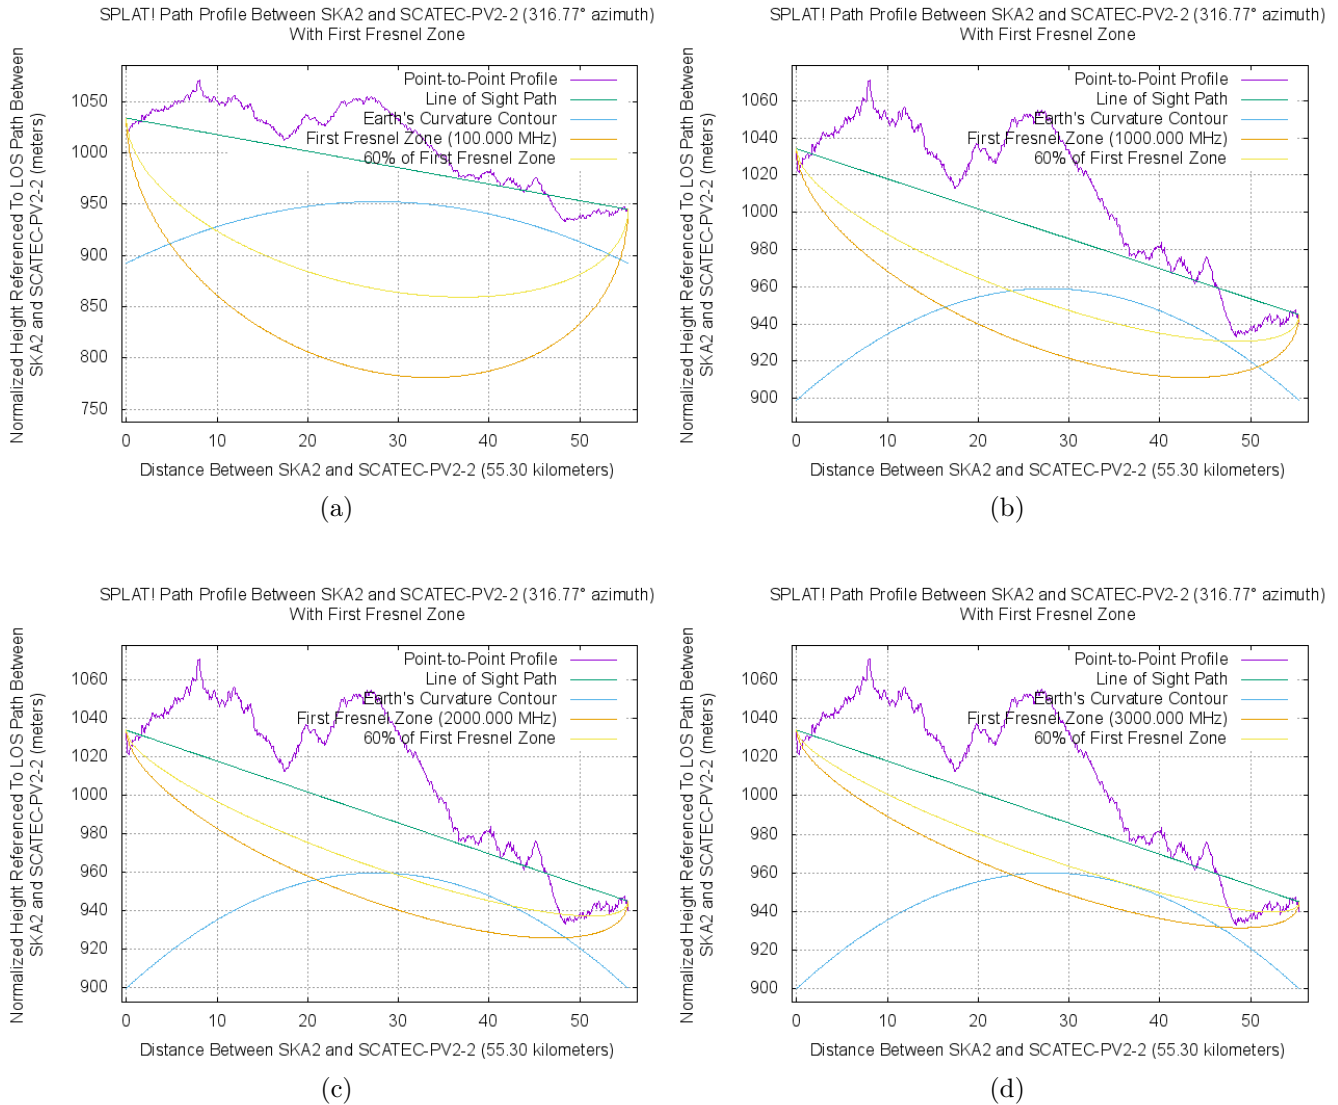 SPLAT! Path Profile Between SKA2 and SCATEC-PV2-2 (316.77° azimuth)
With First Fresnel Zone
Normalized Height Referenced To LOS Path Between
SKA2 and SCATEC-PV2-2 (meters)
Point-to-Point Profile
Line of Sight Path
Earth's Curvature Contour
First Fresnel Zone (100.000 MHz)
60% of First Fresnel Zone
1050
1000
950
900
850
800
750
0 10 20 30 40 50
Distance Between SKA2 and SCATEC-PV2-2 (55.30 kilometers)
(a)
SPLAT! Path Profile Between SKA2 and SCATEC-PV2-2 (316.77° azimuth)
With First Fresnel Zone
Normalized Height Referenced To LOS Path Between
SKA2 and SCATEC-PV2-2 (meters)
Point-to-Point Profile
Line of Sight Path
Earth's Curvature Contour
First Fresnel Zone (1000.000 MHz)
60% of First Fresnel Zone
1060
1040
1020
1000
980
960
940
920
900
0 10 20 30 40 50
Distance Between SKA2 and SCATEC-PV2-2 (55.30 kilometers)
(b)
SPLAT! Path Profile Between SKA2 and SCATEC-PV2-2 (316.77° azimuth)
With First Fresnel Zone
Normalized Height Referenced To LOS Path Between
SKA2 and SCATEC-PV2-2 (meters)
Point-to-Point Profile
Line of Sight Path
Earth's Curvature Contour
First Fresnel Zone (2000.000 MHz)
60% of First Fresnel Zone
1060
1040
1020
1000
980
960
940
920
900
0 10 20 30 40 50
Distance Between SKA2 and SCATEC-PV2-2 (55.30 kilometers)
(c)
SPLAT! Path Profile Between SKA2 and SCATEC-PV2-2 (316.77° azimuth)
With First Fresnel Zone
Normalized Height Referenced To LOS Path Between
SKA2 and SCATEC-PV2-2 (meters)
Point-to-Point Profile
Line of Sight Path
Earth's Curvature Contour
First Fresnel Zone (3000.000 MHz)
60% of First Fresnel Zone
1060
1040
1020
1000
980
960
940
920
900
0 10 20 30 40 50
Distance Between SKA2 and SCATEC-PV2-2 (55.30 kilometers)
(d)